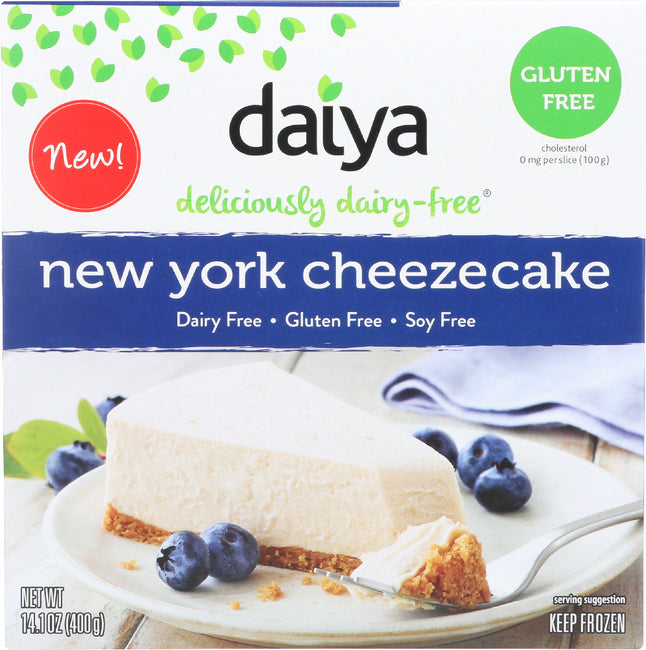 New!
daiya
GLUTEN
FREE
cholesterol
0 mg per slice (100g)
deliciously dairy-free®
new york cheezecake
Dairy Free • Gluten Free • Soy Free
NET WT
14.1 OZ (400g)
serving suggestion
KEEP FROZEN